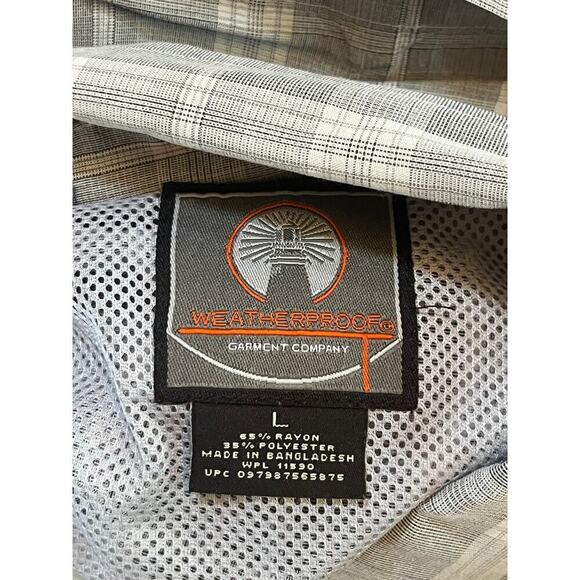 WEATHERPROOF®
GARMENT COMPANY
L
65% RAYON
35% POLYESTER
MADE IN BANGLADESH
WPL 11590
UPC 097987565875